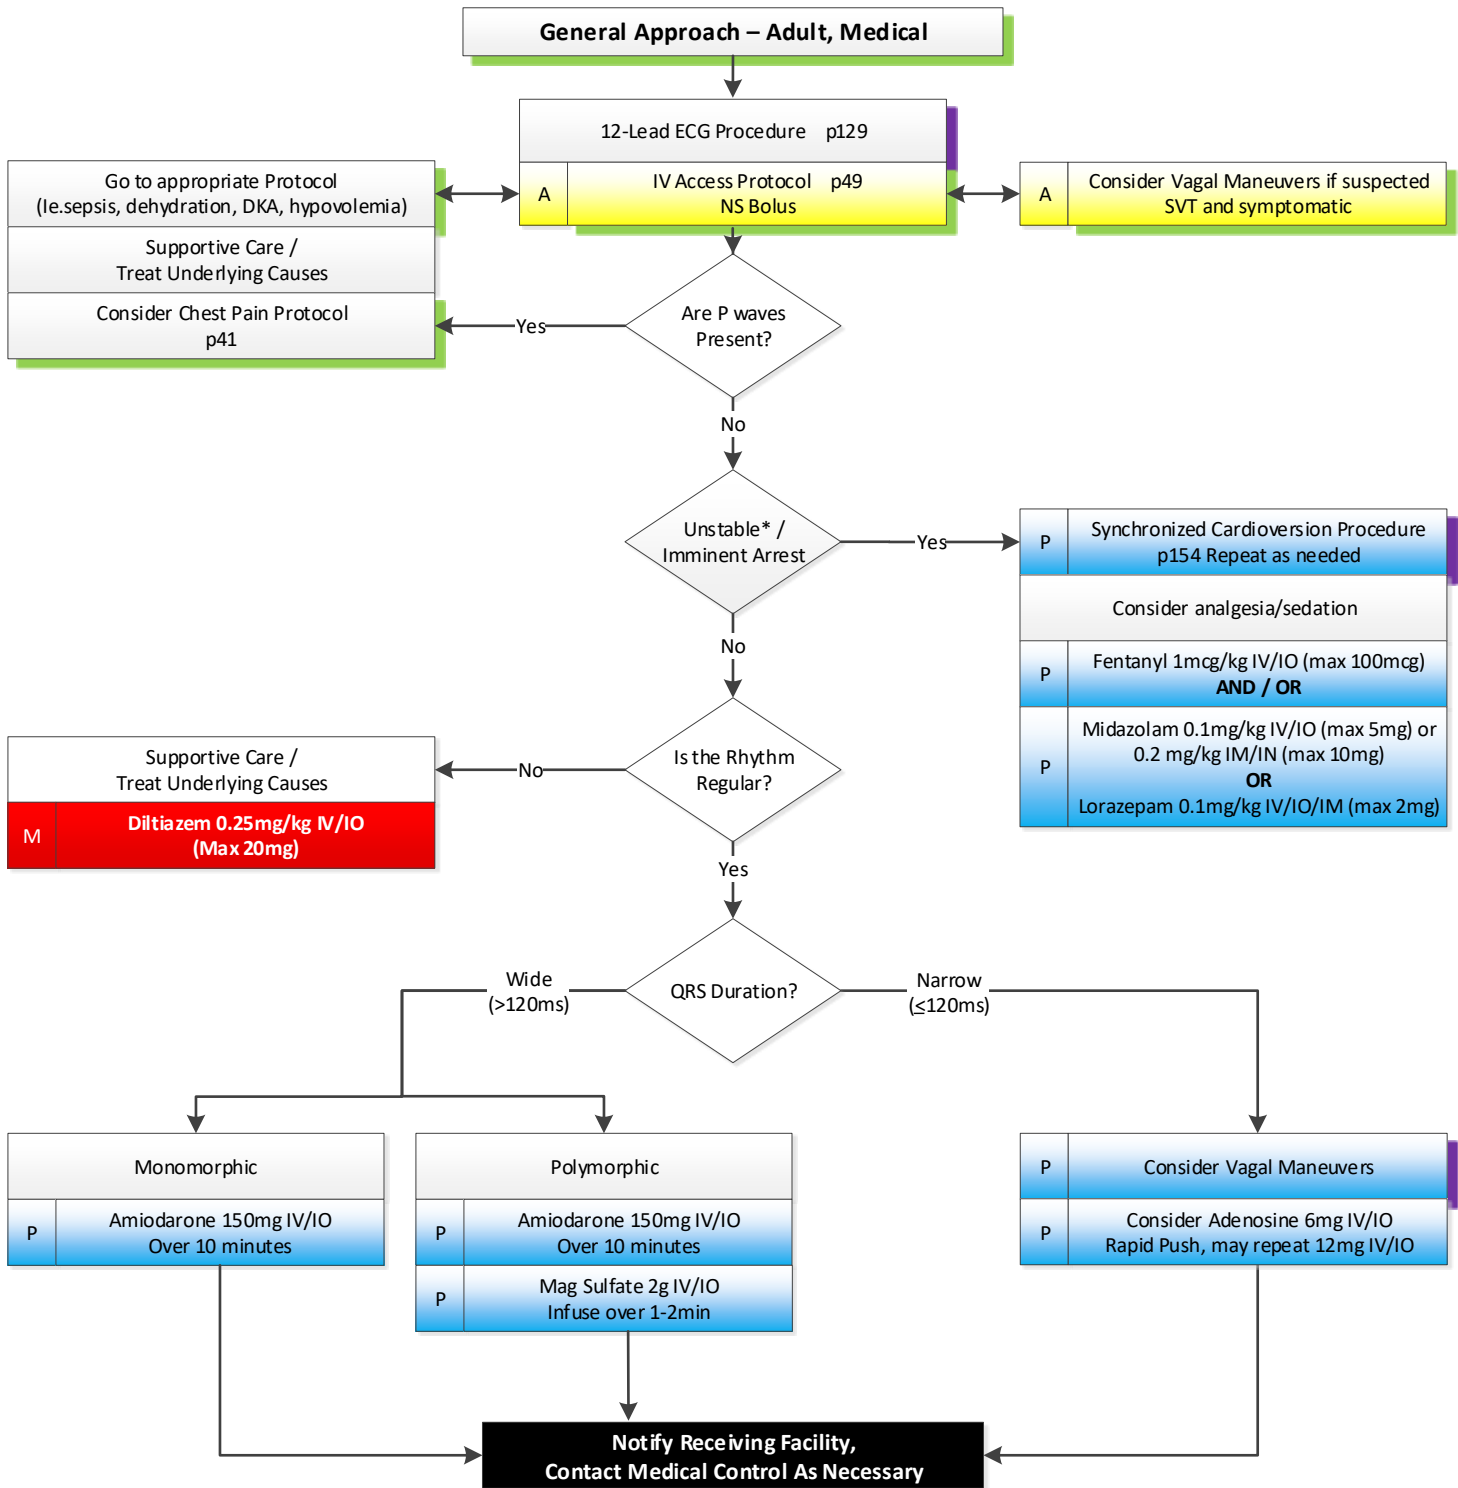 General Approach – Adult, Medical
12-Lead ECG Procedure p129
A
IV Access Protocol p49
NS Bolus
Go to appropriate Protocol
(Ie.sepsis, dehydration, DKA, hypovolemia)
Supportive Care /
Treat Underlying Causes
Consider Chest Pain Protocol
p41
A
Consider Vagal Maneuvers if suspected
SVT and symptomatic
Are P waves
Present?
Yes
No
Unstable* /
Imminent Arrest
Yes
No
P
Synchronized Cardioversion Procedure
p154 Repeat as needed
Consider analgesia/sedation
P
Fentanyl 1mcg/kg IV/IO (max 100mcg)
AND / OR
P
Midazolam 0.1mg/kg IV/IO (max 5mg) or
0.2 mg/kg IM/IN (max 10mg)
OR
Lorazepam 0.1mg/kg IV/IO/IM (max 2mg)
Is the Rhythm
Regular?
No
Yes
Supportive Care /
Treat Underlying Causes
M
Diltiazem 0.25mg/kg IV/IO
(Max 20mg)
QRS Duration?
Wide
(>120ms)
Narrow
(≤120ms)
Monomorphic
P
Amiodarone 150mg IV/IO
Over 10 minutes
Polymorphic
P
Amiodarone 150mg IV/IO
Over 10 minutes
P
Mag Sulfate 2g IV/IO
Infuse over 1-2min
P
Consider Vagal Maneuvers
P
Consider Adenosine 6mg IV/IO
Rapid Push, may repeat 12mg IV/IO
Notify Receiving Facility,
Contact Medical Control As Necessary